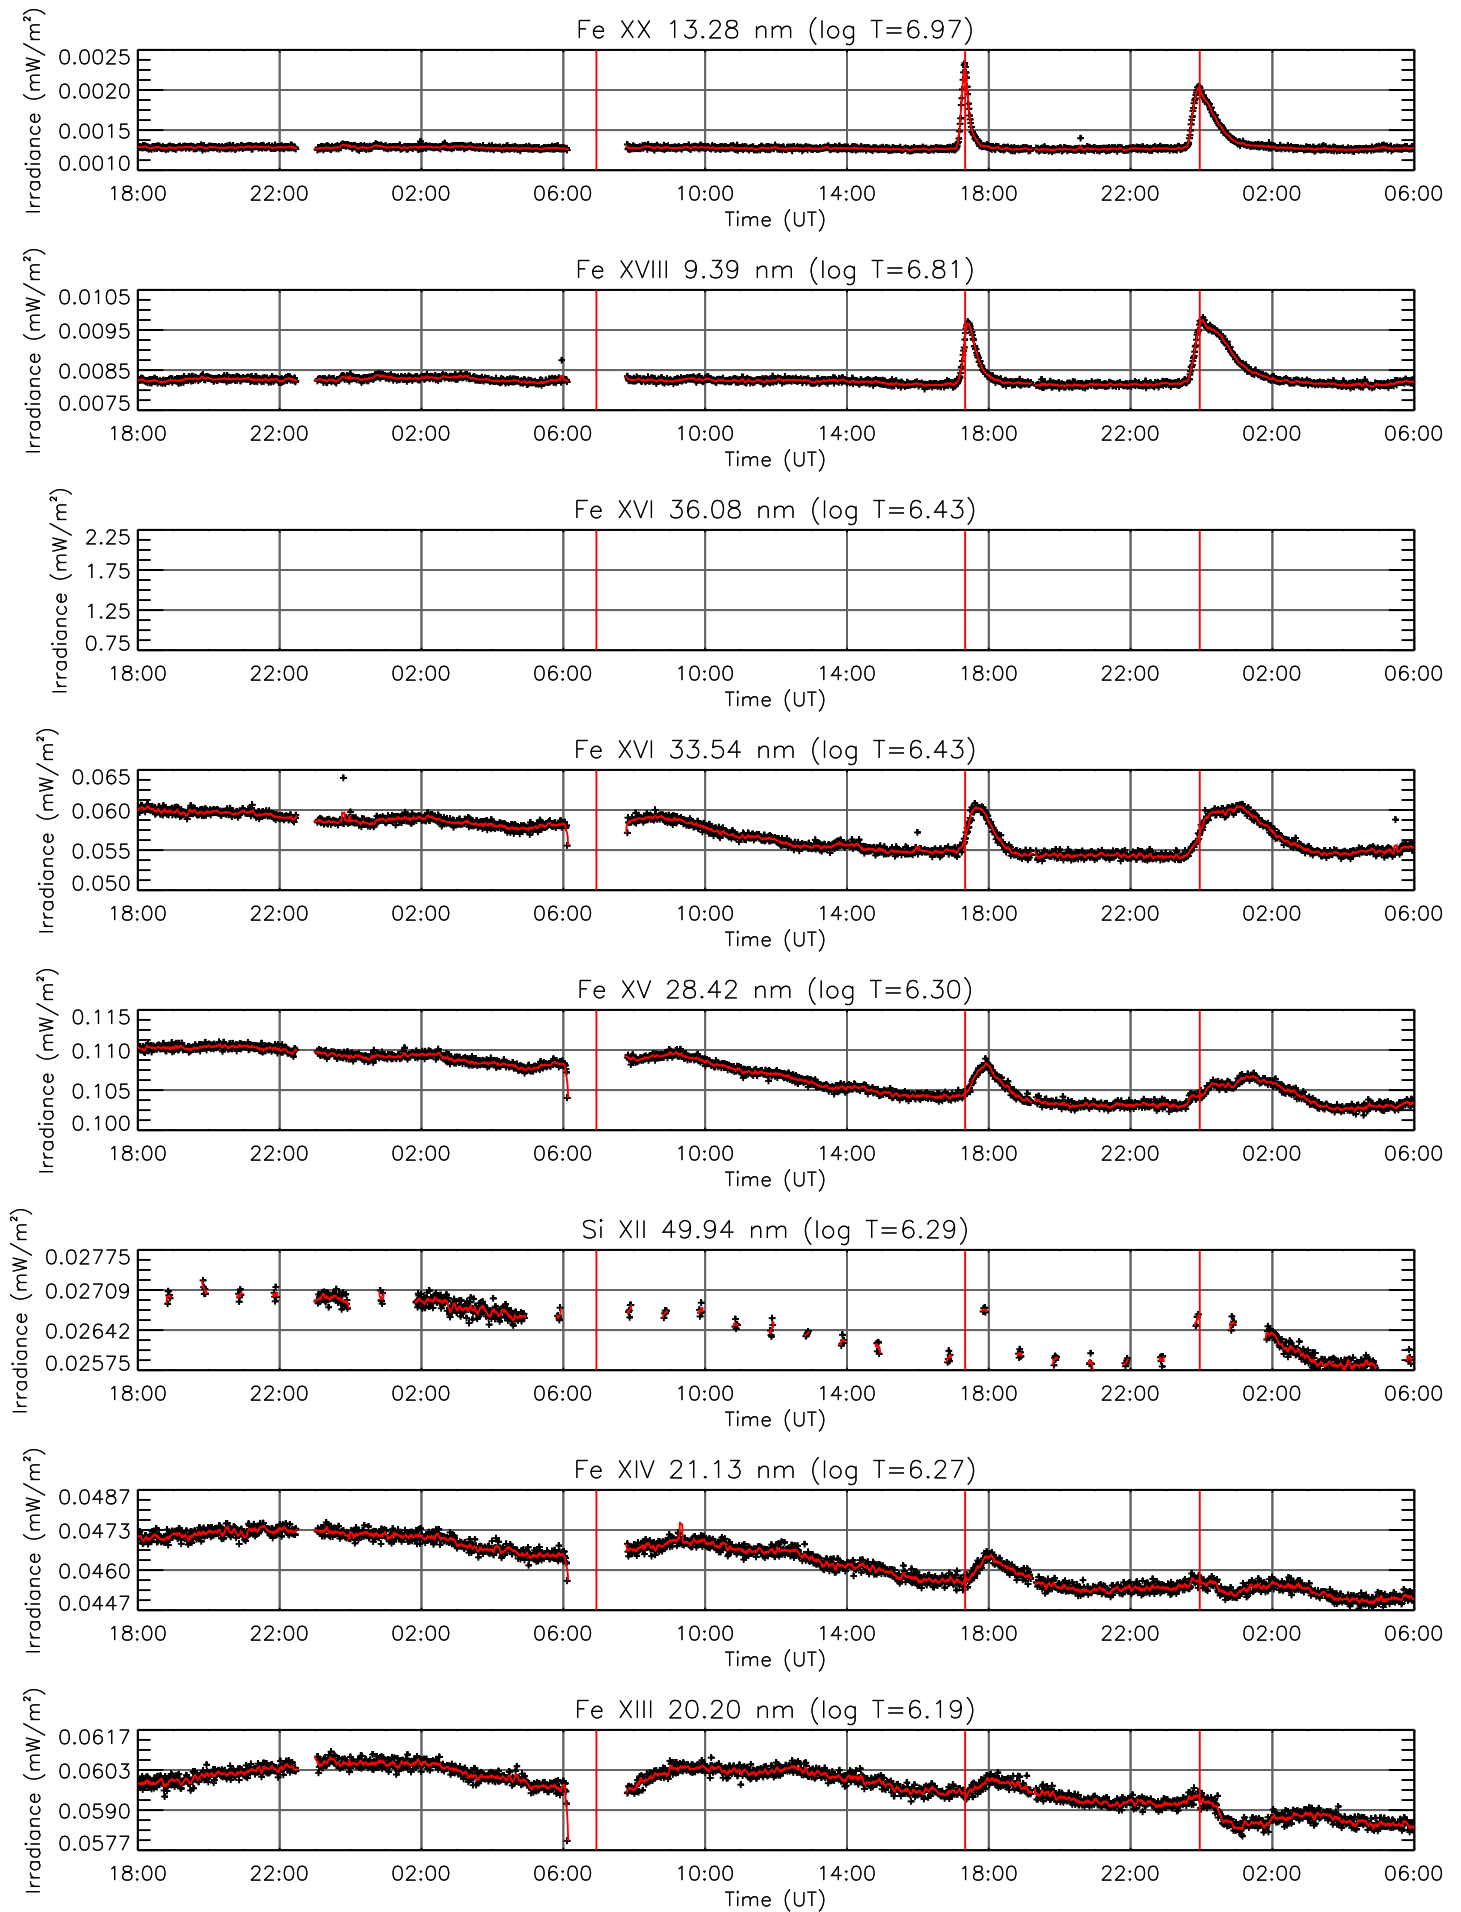 Fe XX 13.28 nm (log T=6.97)
Irradiance (mW/m²)
0.0025
0.0020
0.0015
0.0010
18:00 22:00 02:00 06:00 10:00 14:00 18:00 22:00 02:00 06:00
Time (UT)
Fe XVIII 9.39 nm (log T=6.81)
Irradiance (mW/m²)
0.0105
0.0095
0.0085
0.0075
18:00 22:00 02:00 06:00 10:00 14:00 18:00 22:00 02:00 06:00
Time (UT)
Fe XVI 36.08 nm (log T=6.43)
Irradiance (mW/m²)
2.25
1.75
1.25
0.75
18:00 22:00 02:00 06:00 10:00 14:00 18:00 22:00 02:00 06:00
Time (UT)
Fe XVI 33.54 nm (log T=6.43)
Irradiance (mW/m²)
0.065
0.060
0.055
0.050
18:00 22:00 02:00 06:00 10:00 14:00 18:00 22:00 02:00 06:00
Time (UT)
Fe XV 28.42 nm (log T=6.30)
Irradiance (mW/m²)
0.115
0.110
0.105
0.100
18:00 22:00 02:00 06:00 10:00 14:00 18:00 22:00 02:00 06:00
Time (UT)
Si XII 49.94 nm (log T=6.29)
Irradiance (mW/m²)
0.02775
0.02709
0.02642
0.02575
18:00 22:00 02:00 06:00 10:00 14:00 18:00 22:00 02:00 06:00
Time (UT)
Fe XIV 21.13 nm (log T=6.27)
Irradiance (mW/m²)
0.0487
0.0473
0.0460
0.0447
18:00 22:00 02:00 06:00 10:00 14:00 18:00 22:00 02:00 06:00
Time (UT)
Fe XIII 20.20 nm (log T=6.19)
Irradiance (mW/m²)
0.0617
0.0603
0.0590
0.0577
18:00 22:00 02:00 06:00 10:00 14:00 18:00 22:00 02:00 06:00
Time (UT)